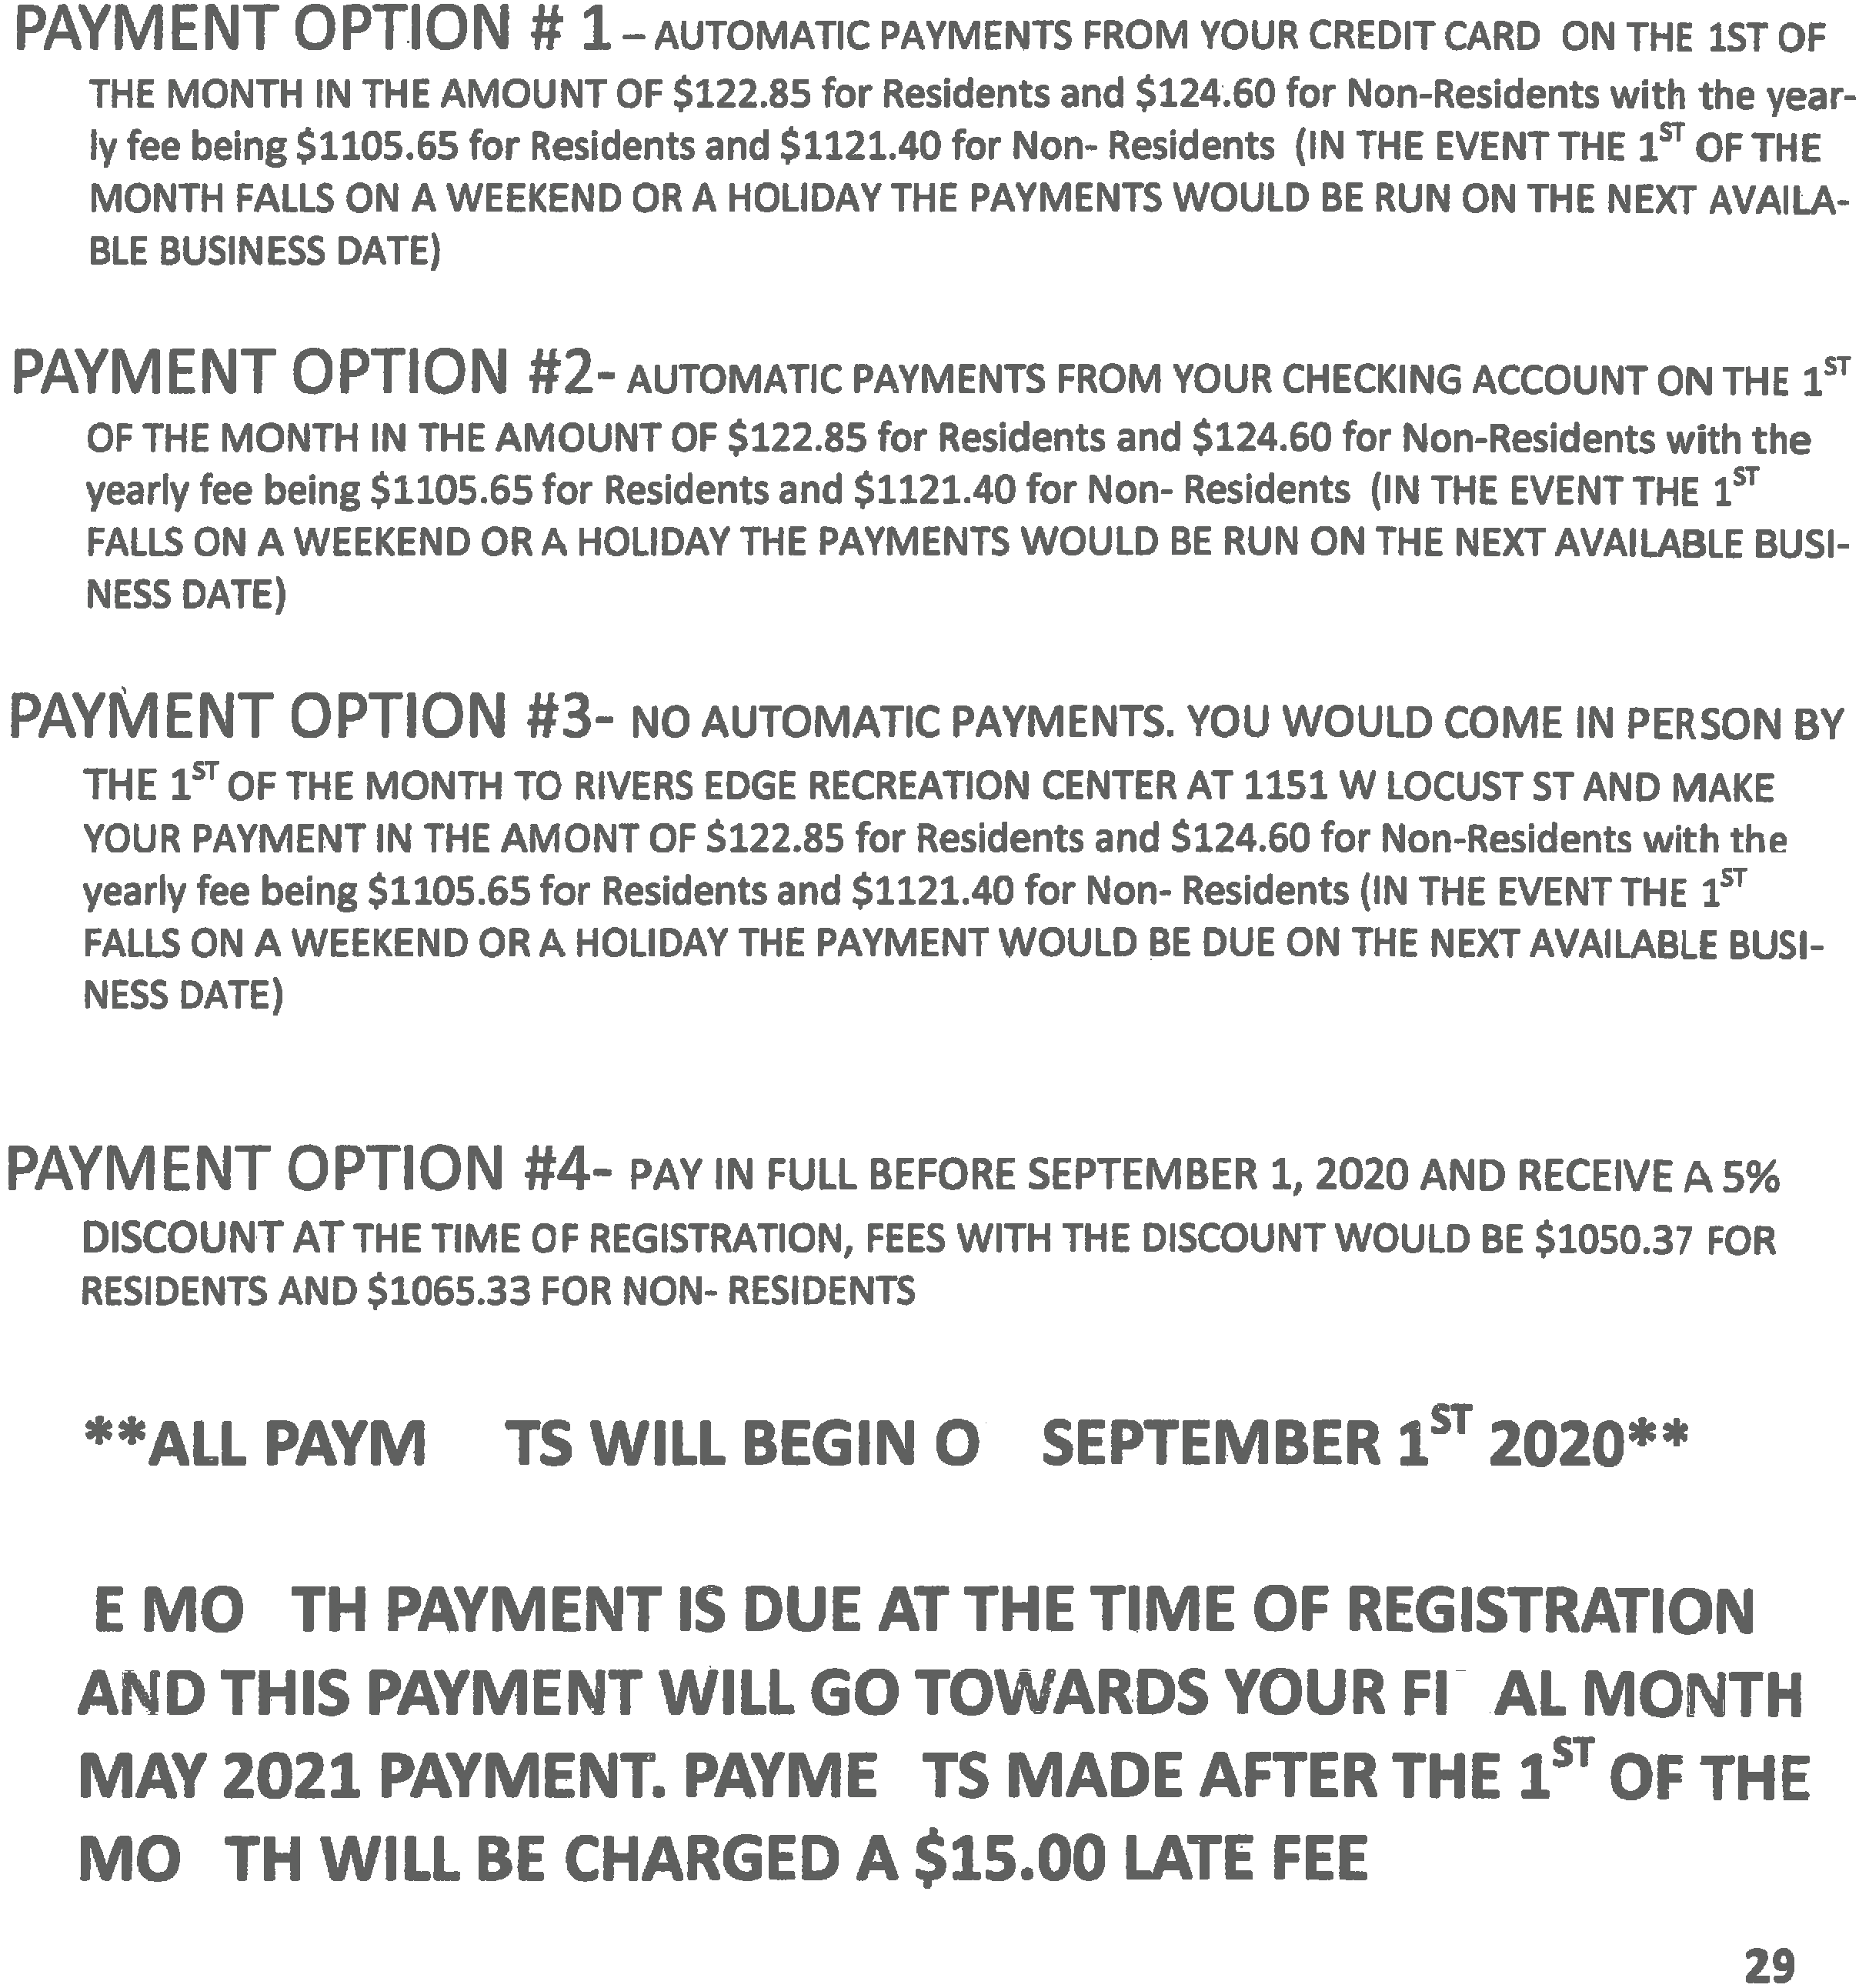 PAYMENT OPTION # 1 – AUTOMATIC PAYMENTS FROM YOUR CREDIT CARD ON THE 1ST OF
THE MONTH IN THE AMOUNT OF $122.85 for Residents and $124.60 for Non-Residents with the year-
ly fee being $1105.65 for Residents and $1121.40 for Non- Residents (IN THE EVENT THE 1ST OF THE
MONTH FALLS ON A WEEKEND OR A HOLIDAY THE PAYMENTS WOULD BE RUN ON THE NEXT AVAILA-
BLE BUSINESS DATE)
PAYMENT OPTION #2- AUTOMATIC PAYMENTS FROM YOUR CHECKING ACCOUNT ON THE 1ST
OF THE MONTH IN THE AMOUNT OF $122.85 for Residents and $124.60 for Non-Residents with the
yearly fee being $1105.65 for Residents and $1121.40 for Non- Residents (IN THE EVENT THE 1ST
FALLS ON A WEEKEND OR A HOLIDAY THE PAYMENTS WOULD BE RUN ON THE NEXT AVAILABLE BUSI-
NESS DATE)
PAYMENT OPTION #3- NO AUTOMATIC PAYMENTS. YOU WOULD COME IN PERSON BY
THE 1ST OF THE MONTH TO RIVERS EDGE RECREATION CENTER AT 1151 W LOCUST ST AND MAKE
YOUR PAYMENT IN THE AMONT OF $122.85 for Residents and $124.60 for Non-Residents with the
yearly fee being $1105.65 for Residents and $1121.40 for Non- Residents (IN THE EVENT THE 1ST
FALLS ON A WEEKEND OR A HOLIDAY THE PAYMENT WOULD BE DUE ON THE NEXT AVAILABLE BUSI-
NESS DATE)
PAYMENT OPTION #4- PAY IN FULL BEFORE SEPTEMBER 1, 2020 AND RECEIVE A 5%
DISCOUNT AT THE TIME OF REGISTRATION, FEES WITH THE DISCOUNT WOULD BE $1050.37 FOR
RESIDENTS AND $1065.33 FOR NON- RESIDENTS
**ALL PAYM TS WILL BEGIN O SEPTEMBER 1ST 2020**
E MO TH PAYMENT IS DUE AT THE TIME OF REGISTRATION
AND THIS PAYMENT WILL GO TOWARDS YOUR FI AL MONTH
MAY 2021 PAYMENT. PAYME TS MADE AFTER THE 1ST OF THE
MO TH WILL BE CHARGED A $15.00 LATE FEE
29